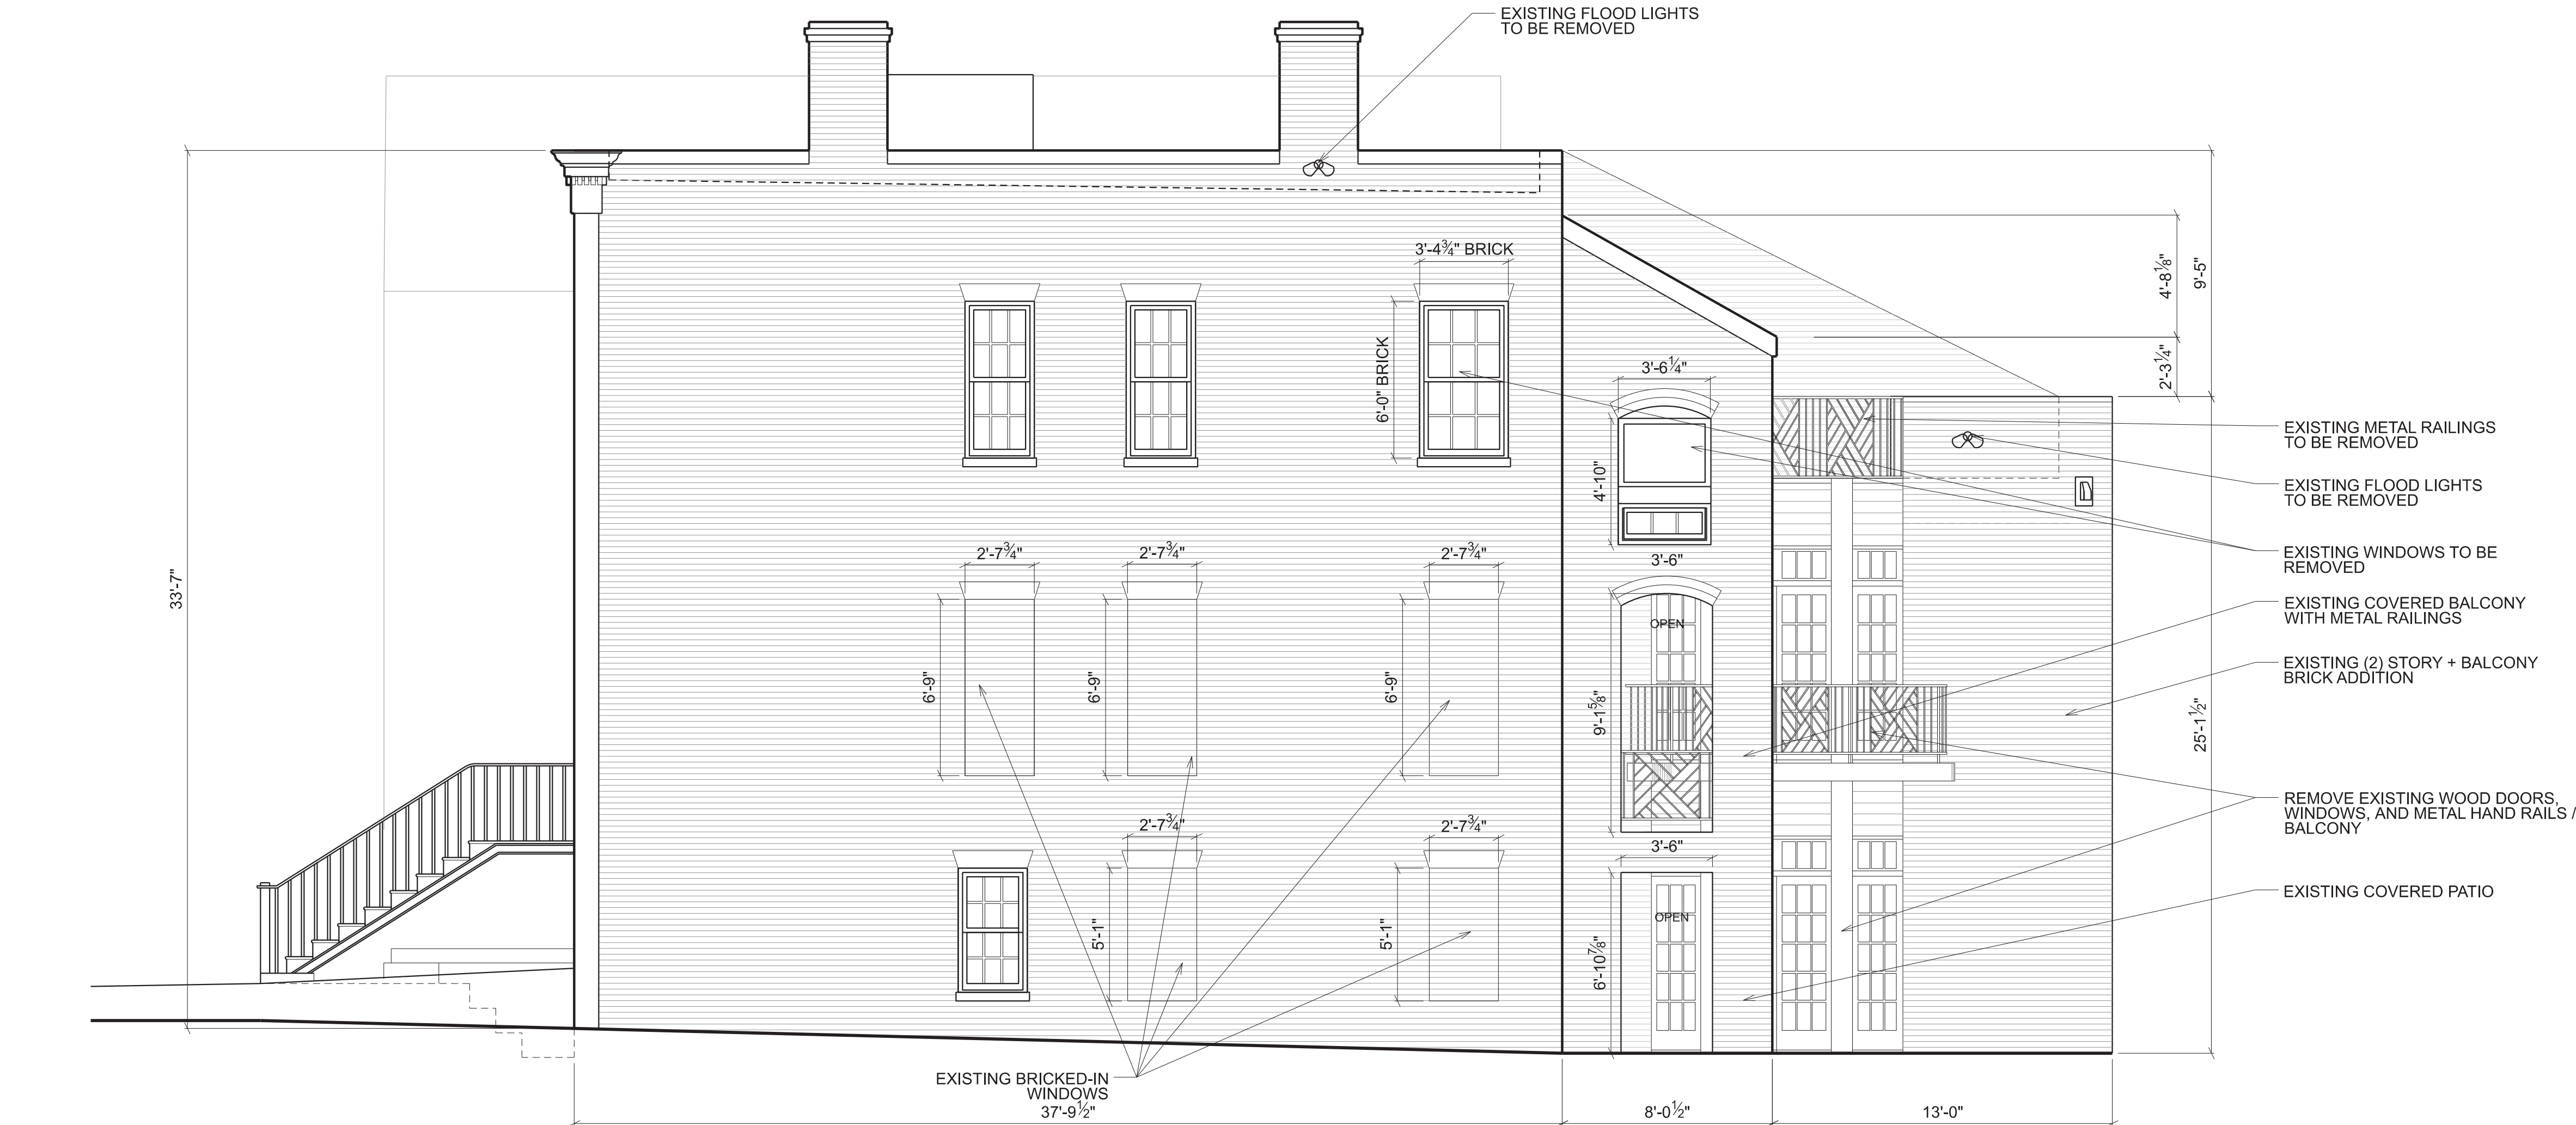 EXISTING FLOOD LIGHTS
TO BE REMOVED
3'-4¾" BRICK
6'-0" BRICK
33'-7"
4'-8⅛"
9'-5"
2'-3¼"
3'-6¼"
4'-10"
3'-6"
EXISTING METAL RAILINGS
TO BE REMOVED
EXISTING FLOOD LIGHTS
TO BE REMOVED
EXISTING WINDOWS TO BE
REMOVED
2'-7¾"
2'-7¾"
2'-7¾"
6'-9"
6'-9"
6'-9"
OPEN
9'-1⅝"
EXISTING COVERED BALCONY
WITH METAL RAILINGS
EXISTING (2) STORY + BALCONY
BRICK ADDITION
25'-1½"
REMOVE EXISTING WOOD DOORS,
WINDOWS, AND METAL HAND RAILS /
BALCONY
2'-7¾"
2'-7¾"
3'-6"
5'-1"
5'-1"
OPEN
6'-10⅞"
EXISTING COVERED PATIO
EXISTING BRICKED-IN
WINDOWS
37'-9½"
8'-0½"
13'-0"